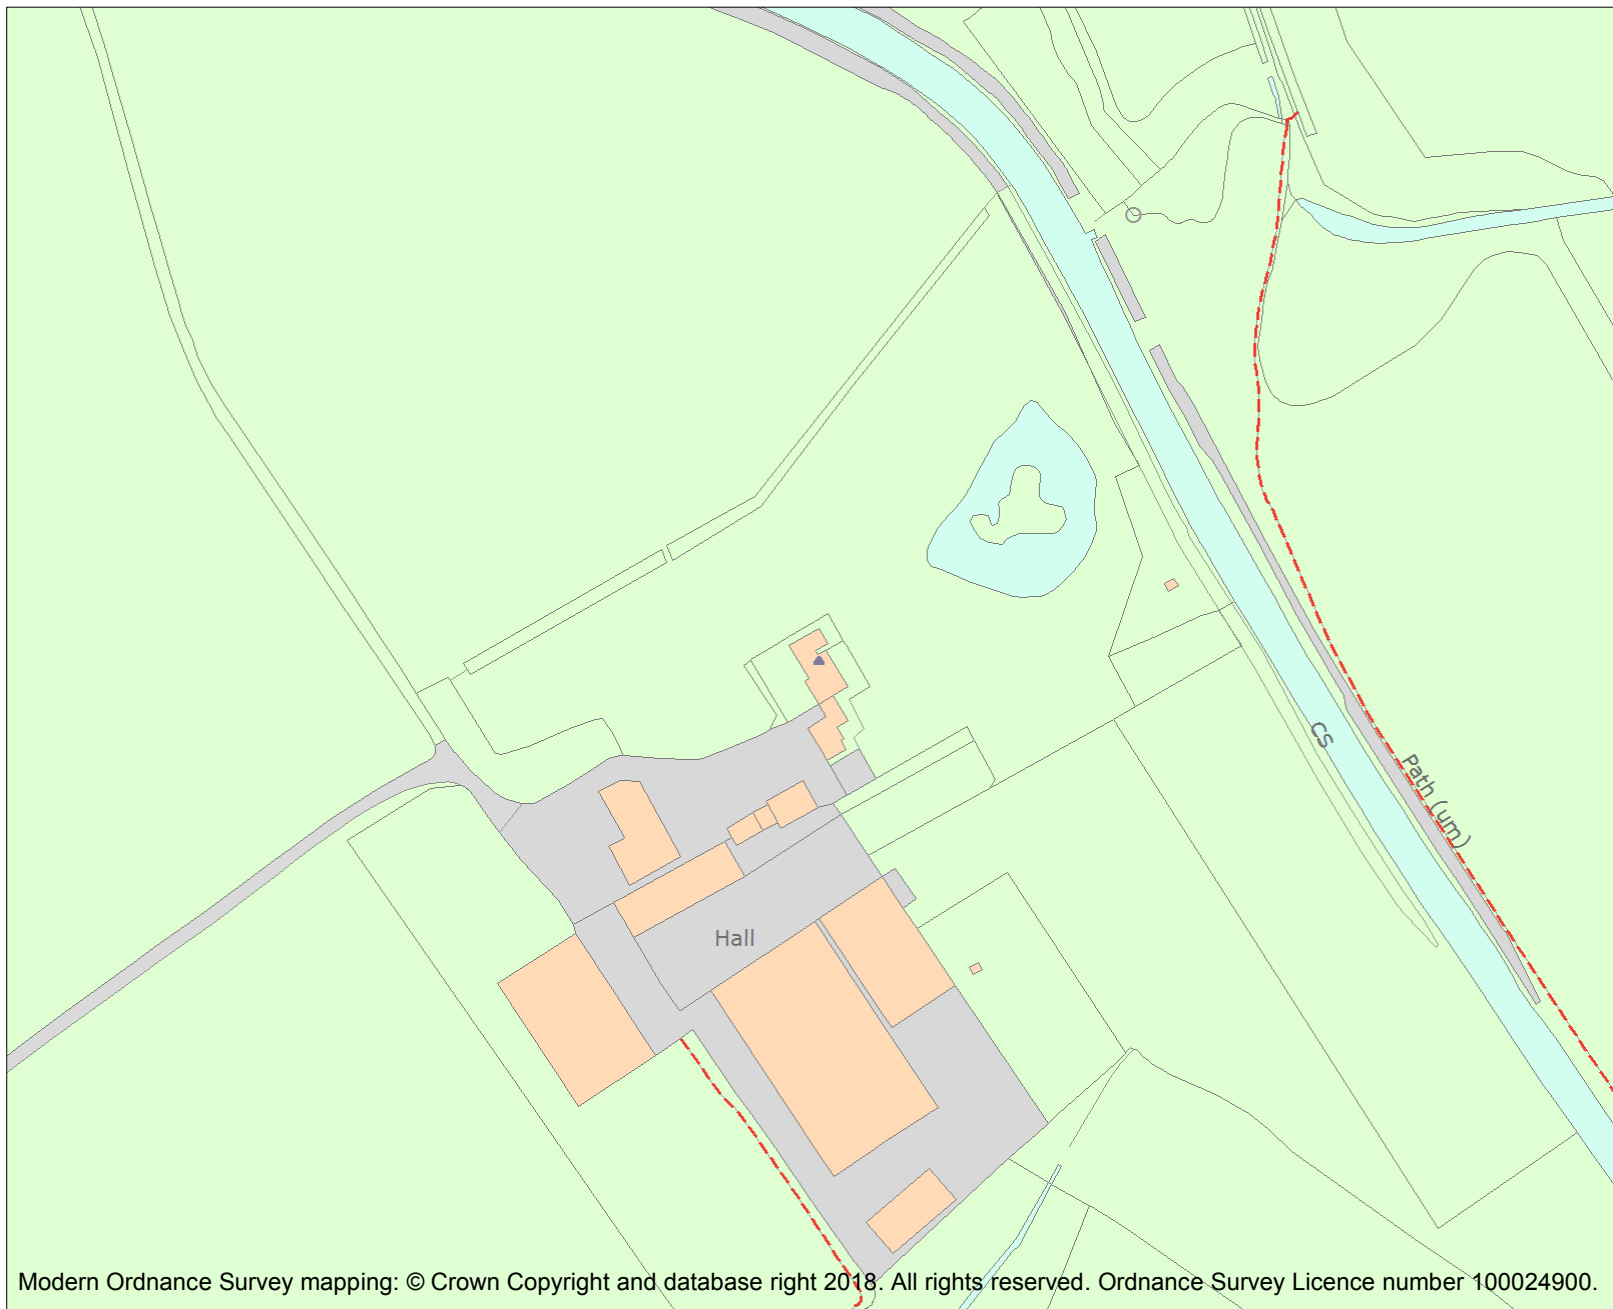 CS
Path (um)
Hall
Modern Ordnance Survey mapping: © Crown Copyright and database right 2018. All rights reserved. Ordnance Survey Licence number 100024900.